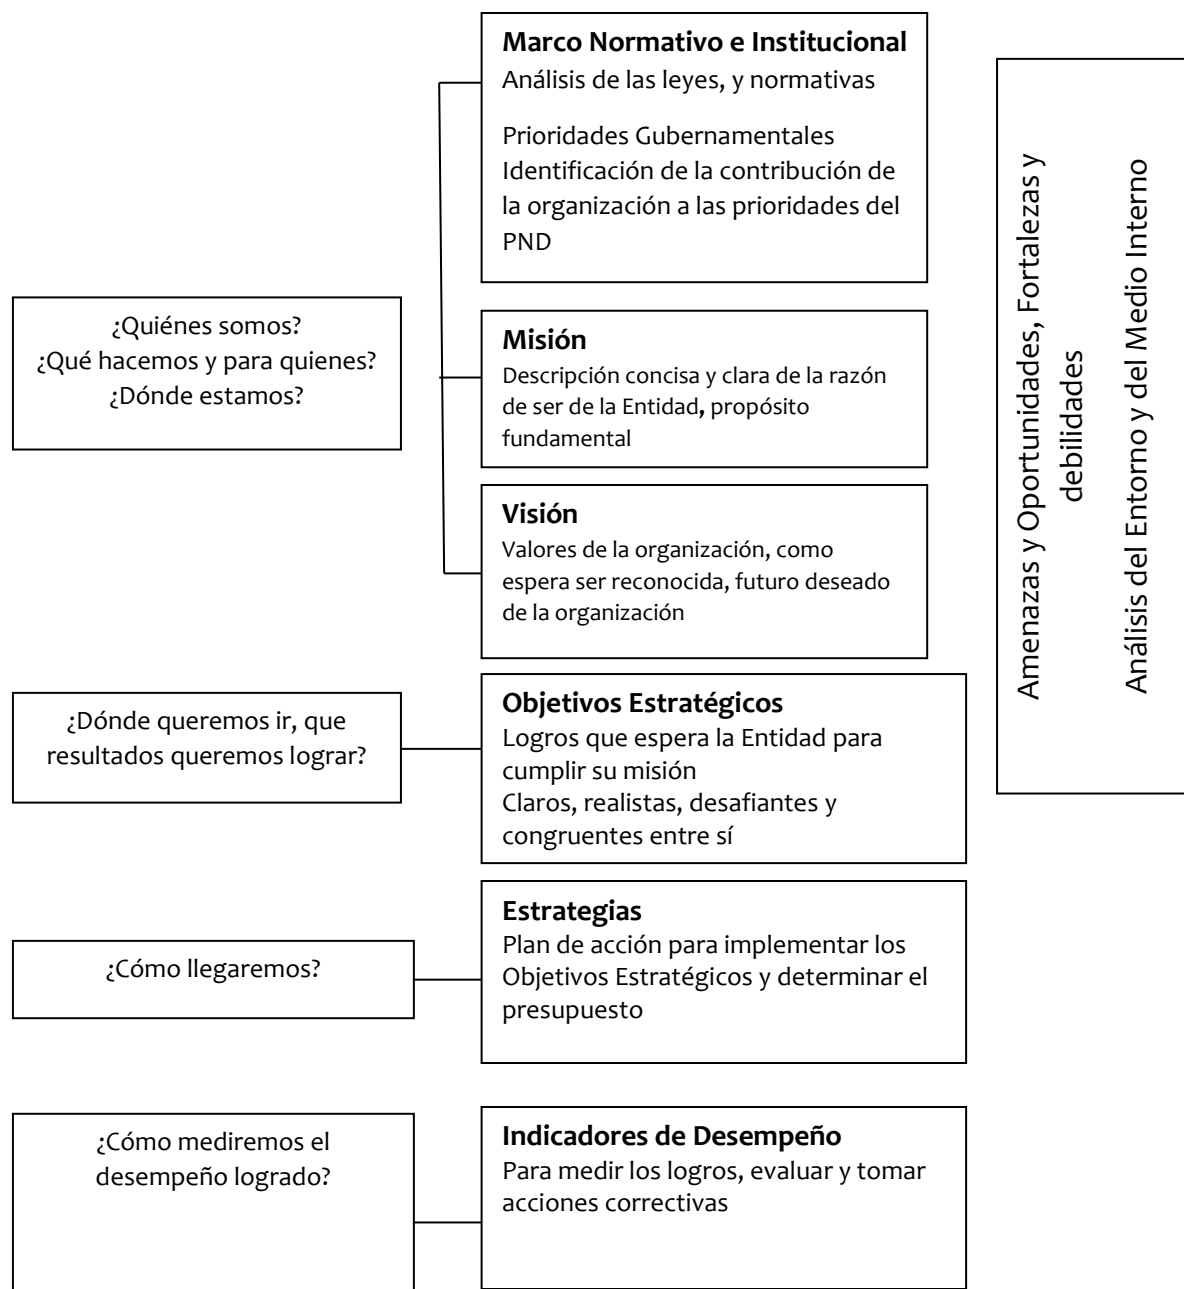 Marco Normativo e Institucional
Análisis de las leyes, y normativas
Prioridades Gubernamentales
Identificación de la contribución de
la organización a las prioridades del
PND
¿Quiénes somos?
¿Qué hacemos y para quienes?
¿Dónde estamos?
Misión
Descripción concisa y clara de la razón
de ser de la Entidad, propósito
fundamental
Visión
Valores de la organización, como
espera ser reconocida, futuro deseado
de la organización
¿Dónde queremos ir, que
resultados queremos lograr?
Objetivos Estratégicos
Logros que espera la Entidad para
cumplir su misión
Claros, realistas, desafiantes y
congruentes entre sí
¿Cómo llegaremos?
Estrategias
Plan de acción para implementar los
Objetivos Estratégicos y determinar el
presupuesto
¿Cómo mediremos el
desempeño logrado?
Indicadores de Desempeño
Para medir los logros, evaluar y tomar
acciones correctivas
Amenazas y Oportunidades, Fortalezas y
debilidades
Análisis del Entorno y del Medio Interno